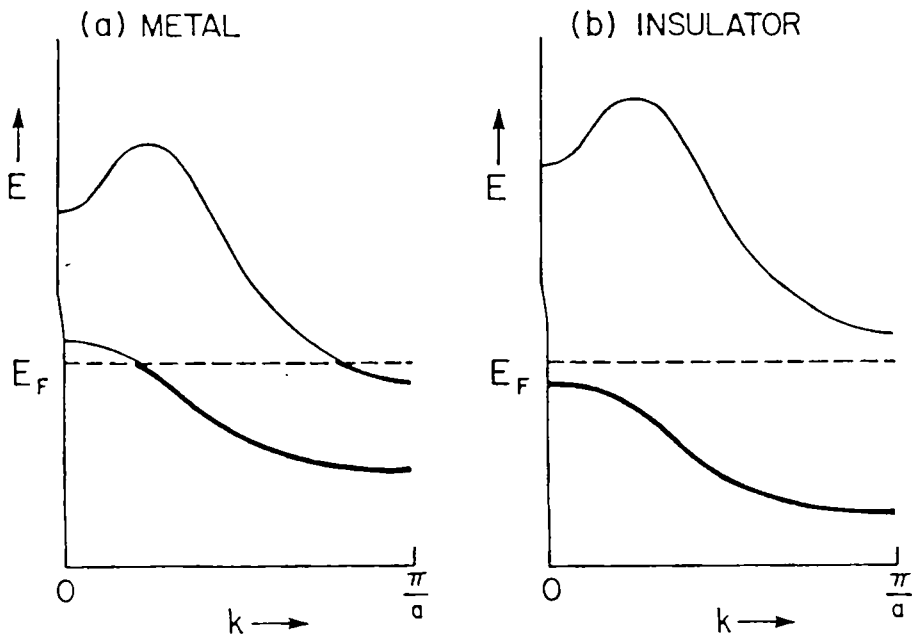 (a) METAL
E
E_F
0
k
π/a
(b) INSULATOR
E
E_F
0
k
π/a